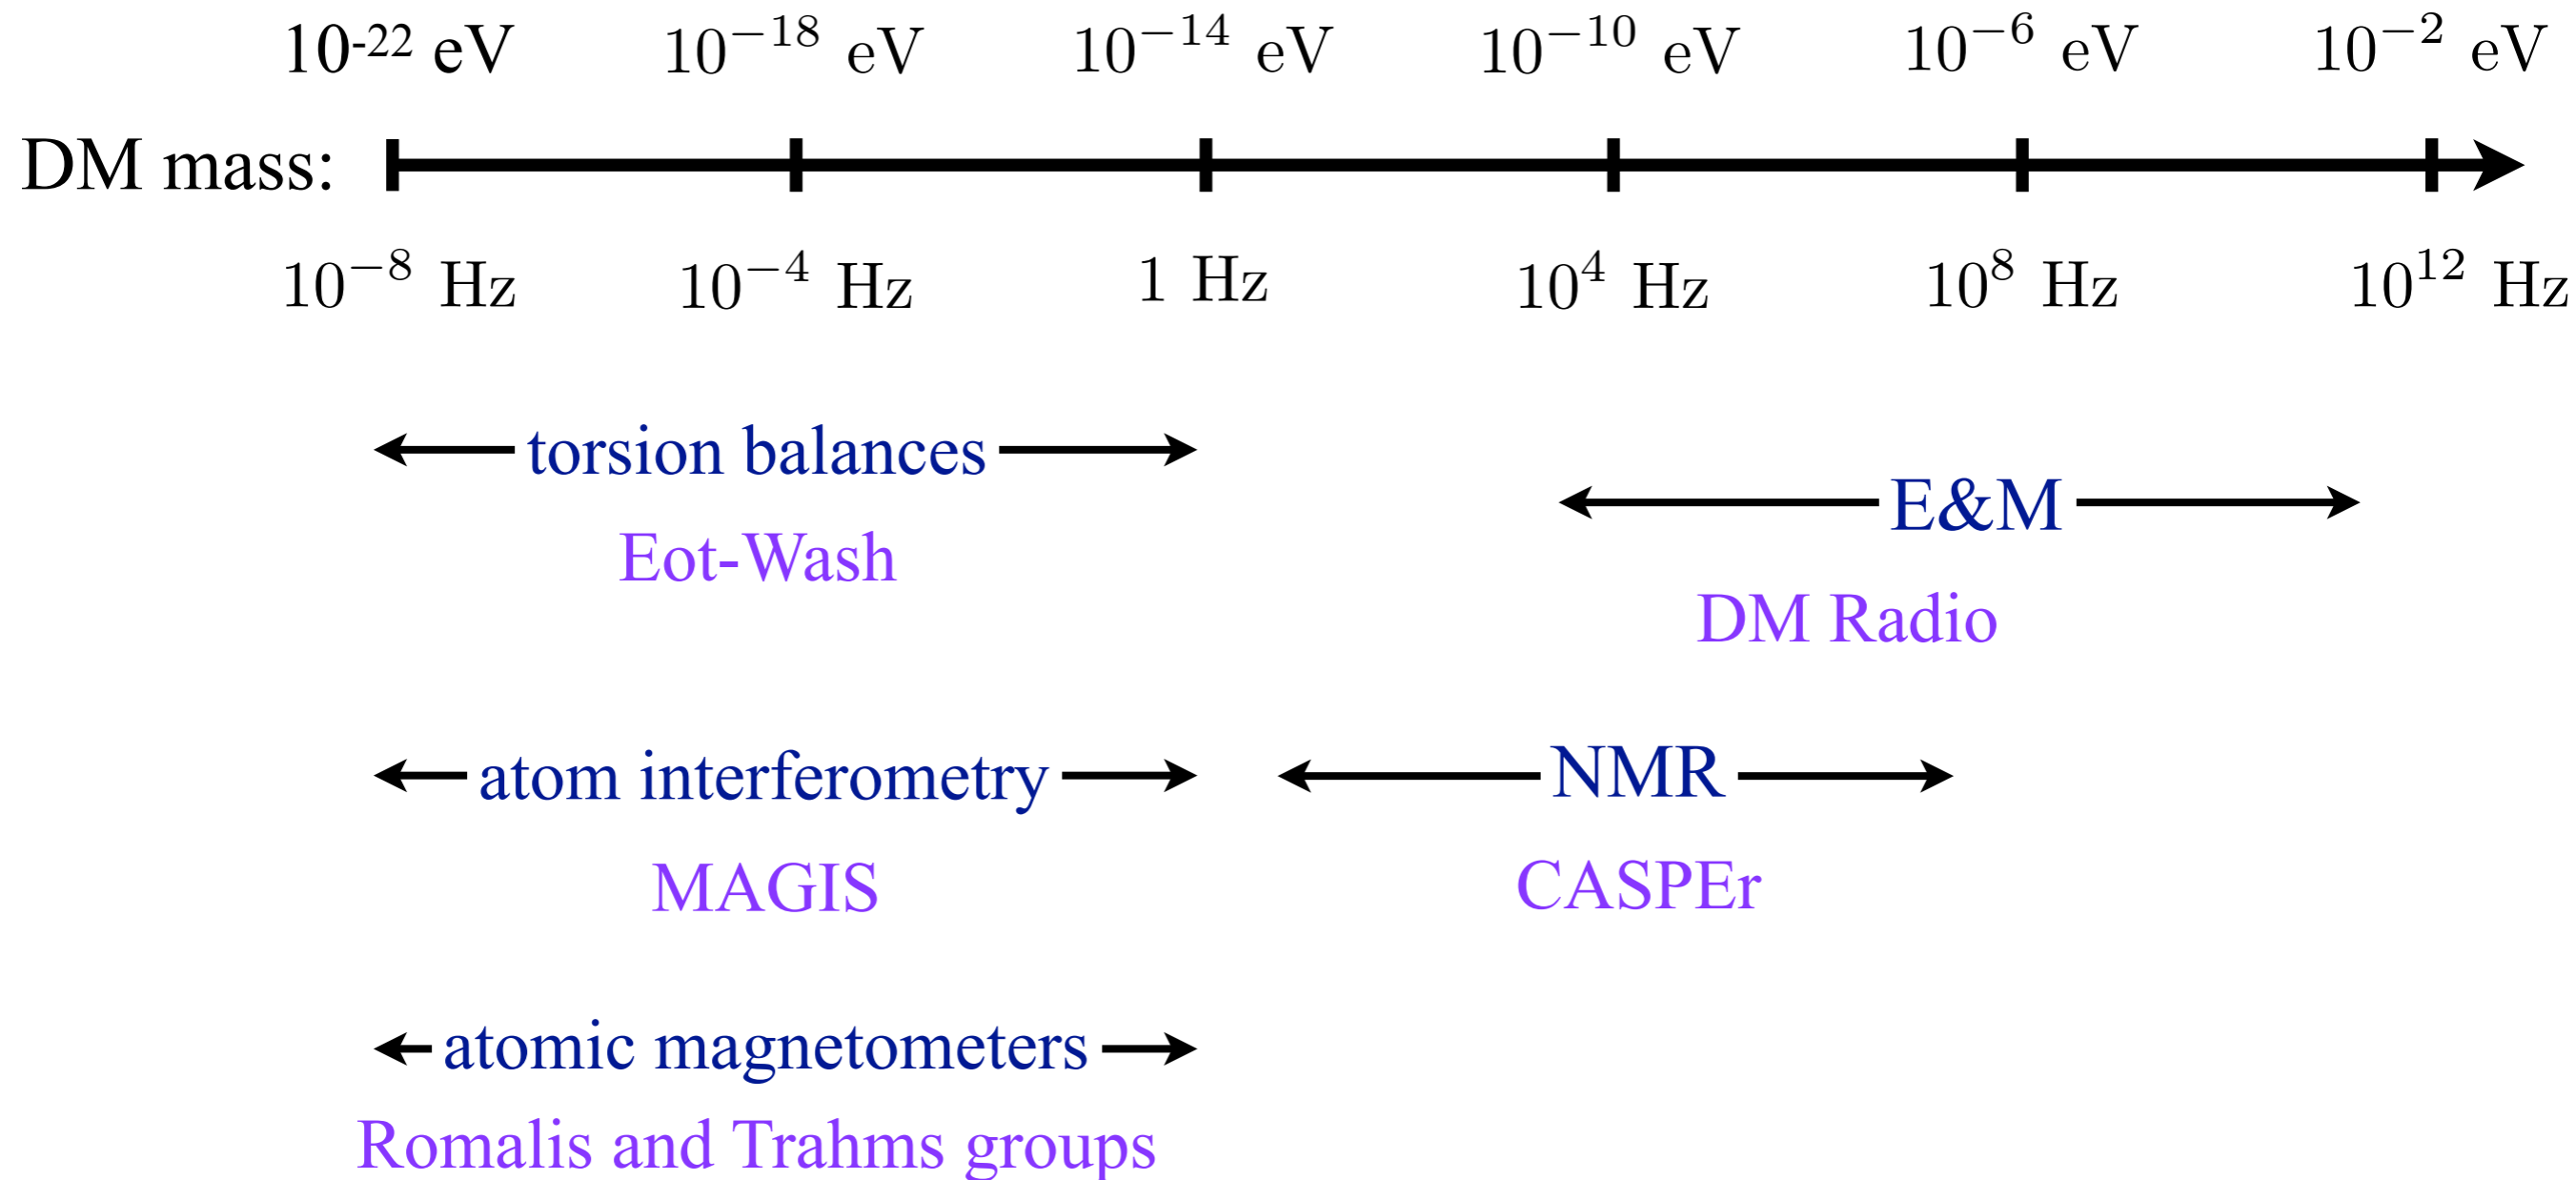 10-22 eV 10−18 eV 10−14 eV 10−10 eV 10−6 eV 10−2 eV
DM mass:
10−8 Hz 10−4 Hz 1 Hz 104 Hz 108 Hz 1012 Hz
torsion balances
E&M
Eot-Wash
DM Radio
atom interferometry NMR
MAGIS CASPEr
atomic magnetometers
Romalis and Trahms groups